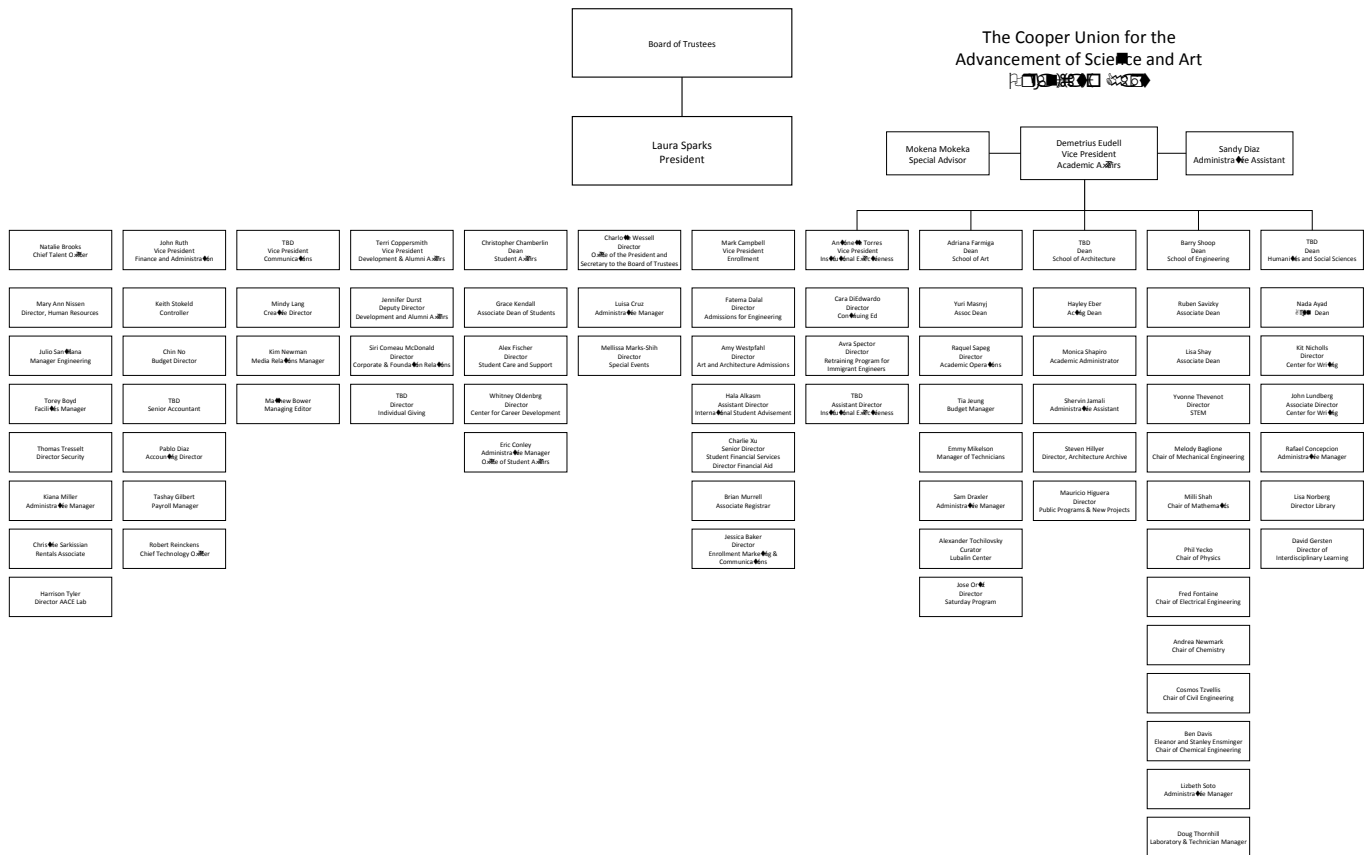 Board of Trustees
Laura Sparks
President
The Cooper Union for the
Advancement of Science and Art
Mokena Mokeka
Special Advisor
Demetrius Eudell
Vice President
Academic Affairs
Sandy Diaz
Administrative Assistant
Natalie Brooks
Chief Talent Officer
Mary Ann Nissen
Director, Human Resources
Julio Santana
Manager Engineering
Torey Boyd
Facilities Manager
Thomas Tresselt
Director Security
Kiana Miller
Administrative Manager
Sarkissian
Rentals Associate
Harrison Tyler
Director AACE Lab
John Ruth
Vice President
Finance and Administration
Keith Stokeld
Controller
Chin No
Budget Director
TBD
Senior Accountant
Pablo Diaz
Accounting Director
Tashay Gilbert
Payroll Manager
Robert Reinckens
Chief Technology Officer
TBD
Vice President
Communications
Mindy Lang
Creative Director
Kim Newman
Media Relations Manager
Matthew Bower
Managing Editor
Terri Coppersmith
Vice President
Development & Alumni Affairs
Jennifer Durst
Deputy Director
Development and Alumni Affairs
Siri Comeau McDonald
Director
Corporate & Foundation Relations
TBD
Director
Individual Giving
Christopher Chamberlin
Dean
Student Affairs
Grace Kendall
Associate Dean of Students
Alex Fischer
Director
Student Care and Support
Whitney Oldenbrg
Director
Center for Career Development
Eric Conley
Administrative Manager
Office of Student Affairs
Charlotte Wessell
Director
Office of the President and
Secretary to the Board of Trustees
Luisa Cruz
Administrative Manager
Mellissa Marks-Shih
Director
Special Events
Mark Campbell
Vice President
Enrollment
Fatema Dalal
Director
Admissions for Engineering
Amy Westpfahl
Director
Art and Architecture Admissions
Hala Alkasm
Assistant Director
International Student Advisement
Charlie Xu
Senior Director
Student Financial Services
Director Financial Aid
Brian Murrell
Associate Registrar
Jessica Baker
Director
Enrollment Marketing &
Communications
Torres
Vice President
Institutional Effectiveness
Cara DiEdwardo
Director
Continuing Ed
Avra Spector
Director
Retraining Program for
Immigrant Engineers
TBD
Assistant Director
Institutional Effectiveness
Adriana Farmiga
Dean
School of Art
Yuri Masnyj
Assoc Dean
Raquel Sapeg
Director
Academic Operations
Tia Jeung
Budget Manager
Emmy Mikelson
Manager of Technicians
Sam Draxler
Administrative Manager
Alexander Tochilovsky
Curator
Lubalin Center
Jose Ortiz
Director
Saturday Program
TBD
Dean
School of Architecture
Hayley Eber
Acting Dean
Monica Shapiro
Academic Administrator
Shervin Jamali
Administrative Assistant
Steven Hillyer
Director, Architecture Archive
Mauricio Higuera
Director
Public Programs & New Projects
Barry Shoop
Dean
School of Engineering
Ruben Savizky
Associate Dean
Lisa Shay
Associate Dean
Yvonne Thevenot
Director
STEM
Melody Baglione
Chair of Mechanical Engineering
Milli Shah
Chair of Mathematics
Phil Yecko
Chair of Physics
Fred Fontaine
Chair of Electrical Engineering
Andrea Newmark
Chair of Chemistry
Cosmos Tzvellis
Chair of Civil Engineering
Ben Davis
Eleanor and Stanley Ensminger
Chair of Chemical Engineering
Lizbeth Soto
Administrative Manager
Doug Thornhill
Laboratory & Technician Manager
TBD
Dean
Humanities and Social Sciences
Nada Ayad
Dean
Kit Nicholls
Director
Center for Writing
John Lundberg
Associate Director
Center for Writing
Rafael Concepcion
Administrative Manager
Lisa Norberg
Director Library
David Gersten
Director of
Interdisciplinary Learning